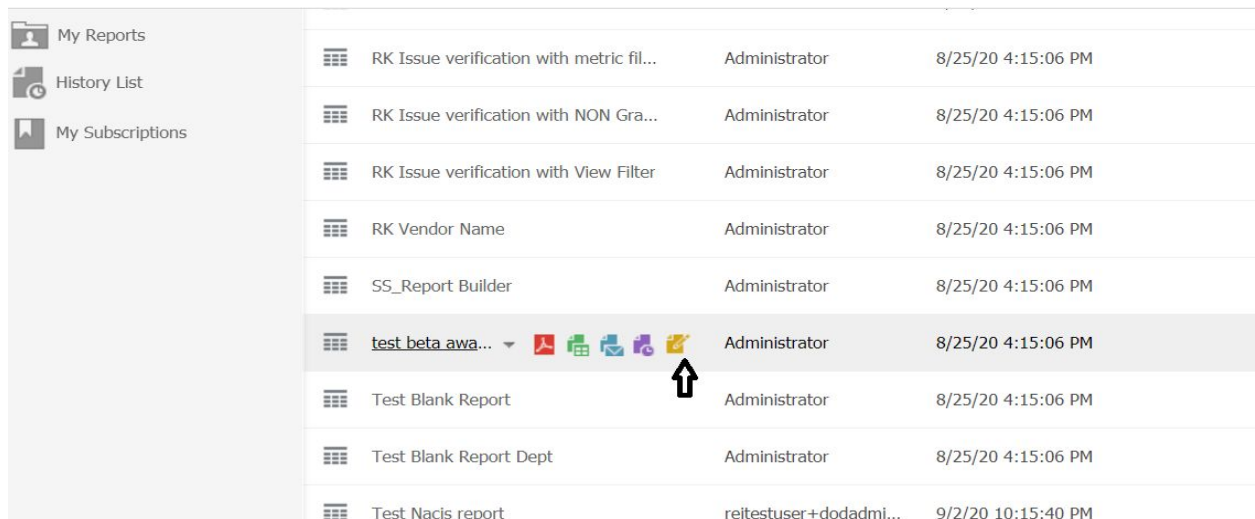 My Reports
History List
My Subscriptions
RK Issue verification with metric fil... Administrator 8/25/20 4:15:06 PM
RK Issue verification with NON Gra... Administrator 8/25/20 4:15:06 PM
RK Issue verification with View Filter Administrator 8/25/20 4:15:06 PM
RK Vendor Name Administrator 8/25/20 4:15:06 PM
SS_Report Builder Administrator 8/25/20 4:15:06 PM
test beta awa... Administrator 8/25/20 4:15:06 PM
Test Blank Report Administrator 8/25/20 4:15:06 PM
Test Blank Report Dept Administrator 8/25/20 4:15:06 PM
Test Nacis report reitestuser+dodadmi... 9/2/20 10:15:40 PM